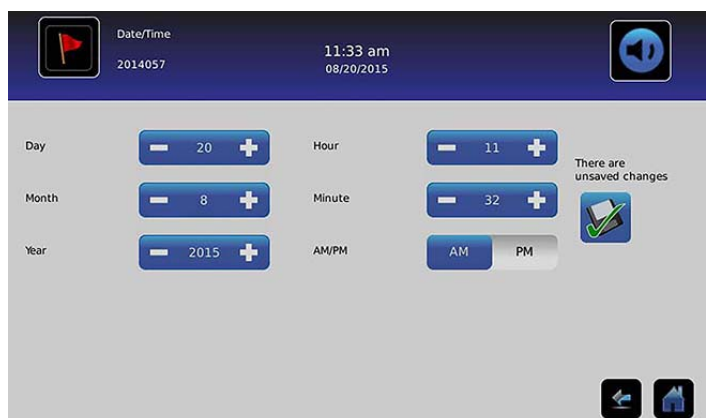 Date/Time
2014057
11:33 am
08/20/2015
Day
20
Hour
11
Month
8
Minute
32
There are
unsaved changes
Year
2015
AM/PM
AM
PM